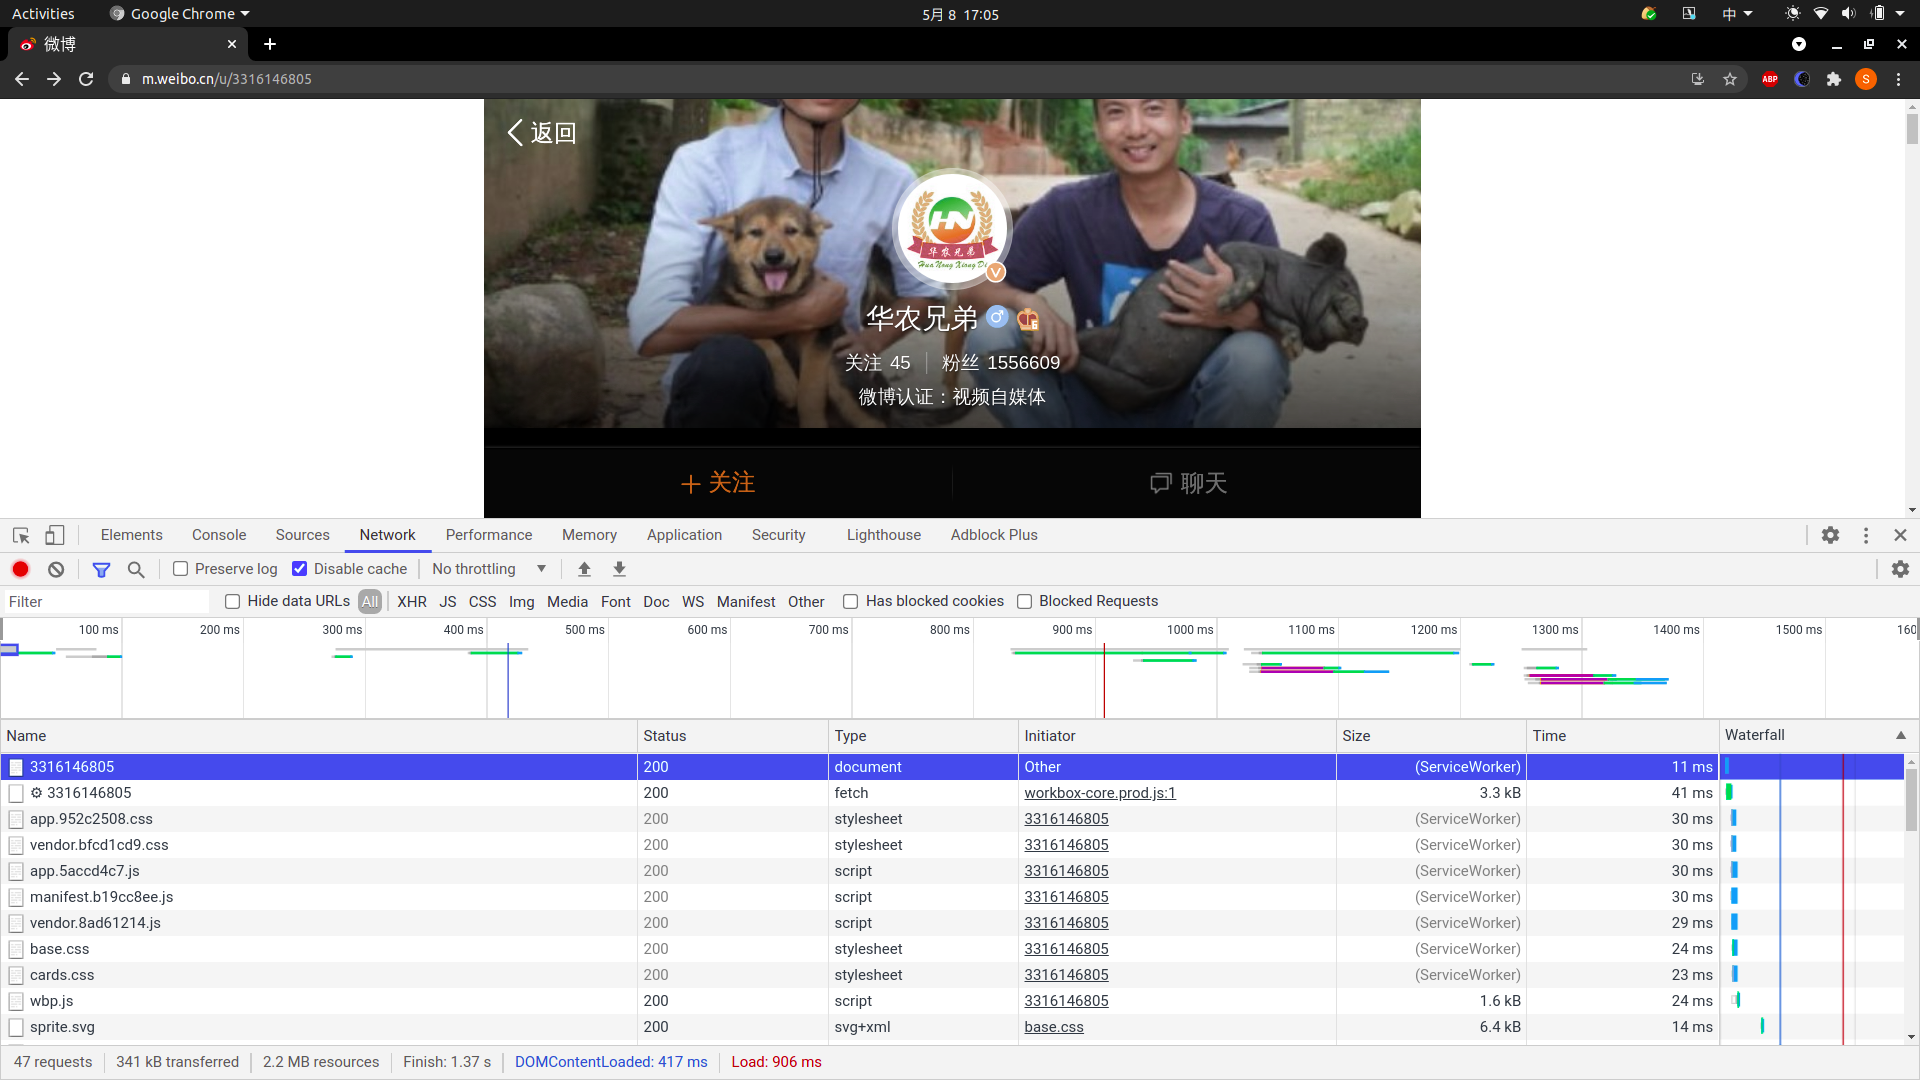 Activities Google Chrome 5月 8 17:05 中
微博
m.weibo.cn/u/3316146805 ABP S
返回
HN
华农兄弟
Hua Nong Xiong Di
V
华农兄弟 6
关注 45 粉丝 1556609
微博认证：视频自媒体
关注 聊天
Elements Console Sources Network Performance Memory Application Security Lighthouse Adblock Plus
Preserve log Disable cache No throttling
Filter Hide data URLs All XHR JS CSS Img Media Font Doc WS Manifest Other Has blocked cookies Blocked Requests
100 ms 200 ms 300 ms 400 ms 500 ms 600 ms 700 ms 800 ms 900 ms 1000 ms 1100 ms 1200 ms 1300 ms 1400 ms 1500 ms 160
Name Status Type Initiator Size Time Waterfall
3316146805 200 document Other (ServiceWorker) 11 ms
⚙ 3316146805 200 fetch workbox-core.prod.js:1 3.3 kB 41 ms
app.952c2508.css 200 stylesheet 3316146805 (ServiceWorker) 30 ms
vendor.bfcd1cd9.css 200 stylesheet 3316146805 (ServiceWorker) 30 ms
app.5accd4c7.js 200 script 3316146805 (ServiceWorker) 30 ms
manifest.b19cc8ee.js 200 script 3316146805 (ServiceWorker) 30 ms
vendor.8ad61214.js 200 script 3316146805 (ServiceWorker) 29 ms
base.css 200 stylesheet 3316146805 (ServiceWorker) 24 ms
cards.css 200 stylesheet 3316146805 (ServiceWorker) 23 ms
wbp.js 200 script 3316146805 1.6 kB 24 ms
sprite.svg 200 svg+xml base.css 6.4 kB 14 ms
47 requests 341 kB transferred 2.2 MB resources Finish: 1.37 s DOMContentLoaded: 417 ms Load: 906 ms